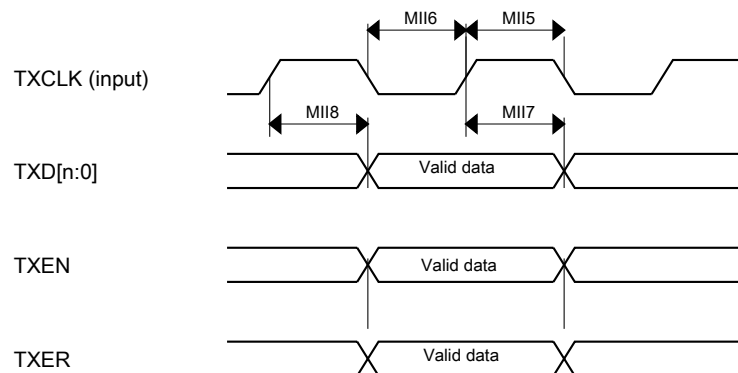 MII6 MII5
TXCLK (input)
MII8 MII7
TXD[n:0] Valid data
TXEN Valid data
TXER Valid data